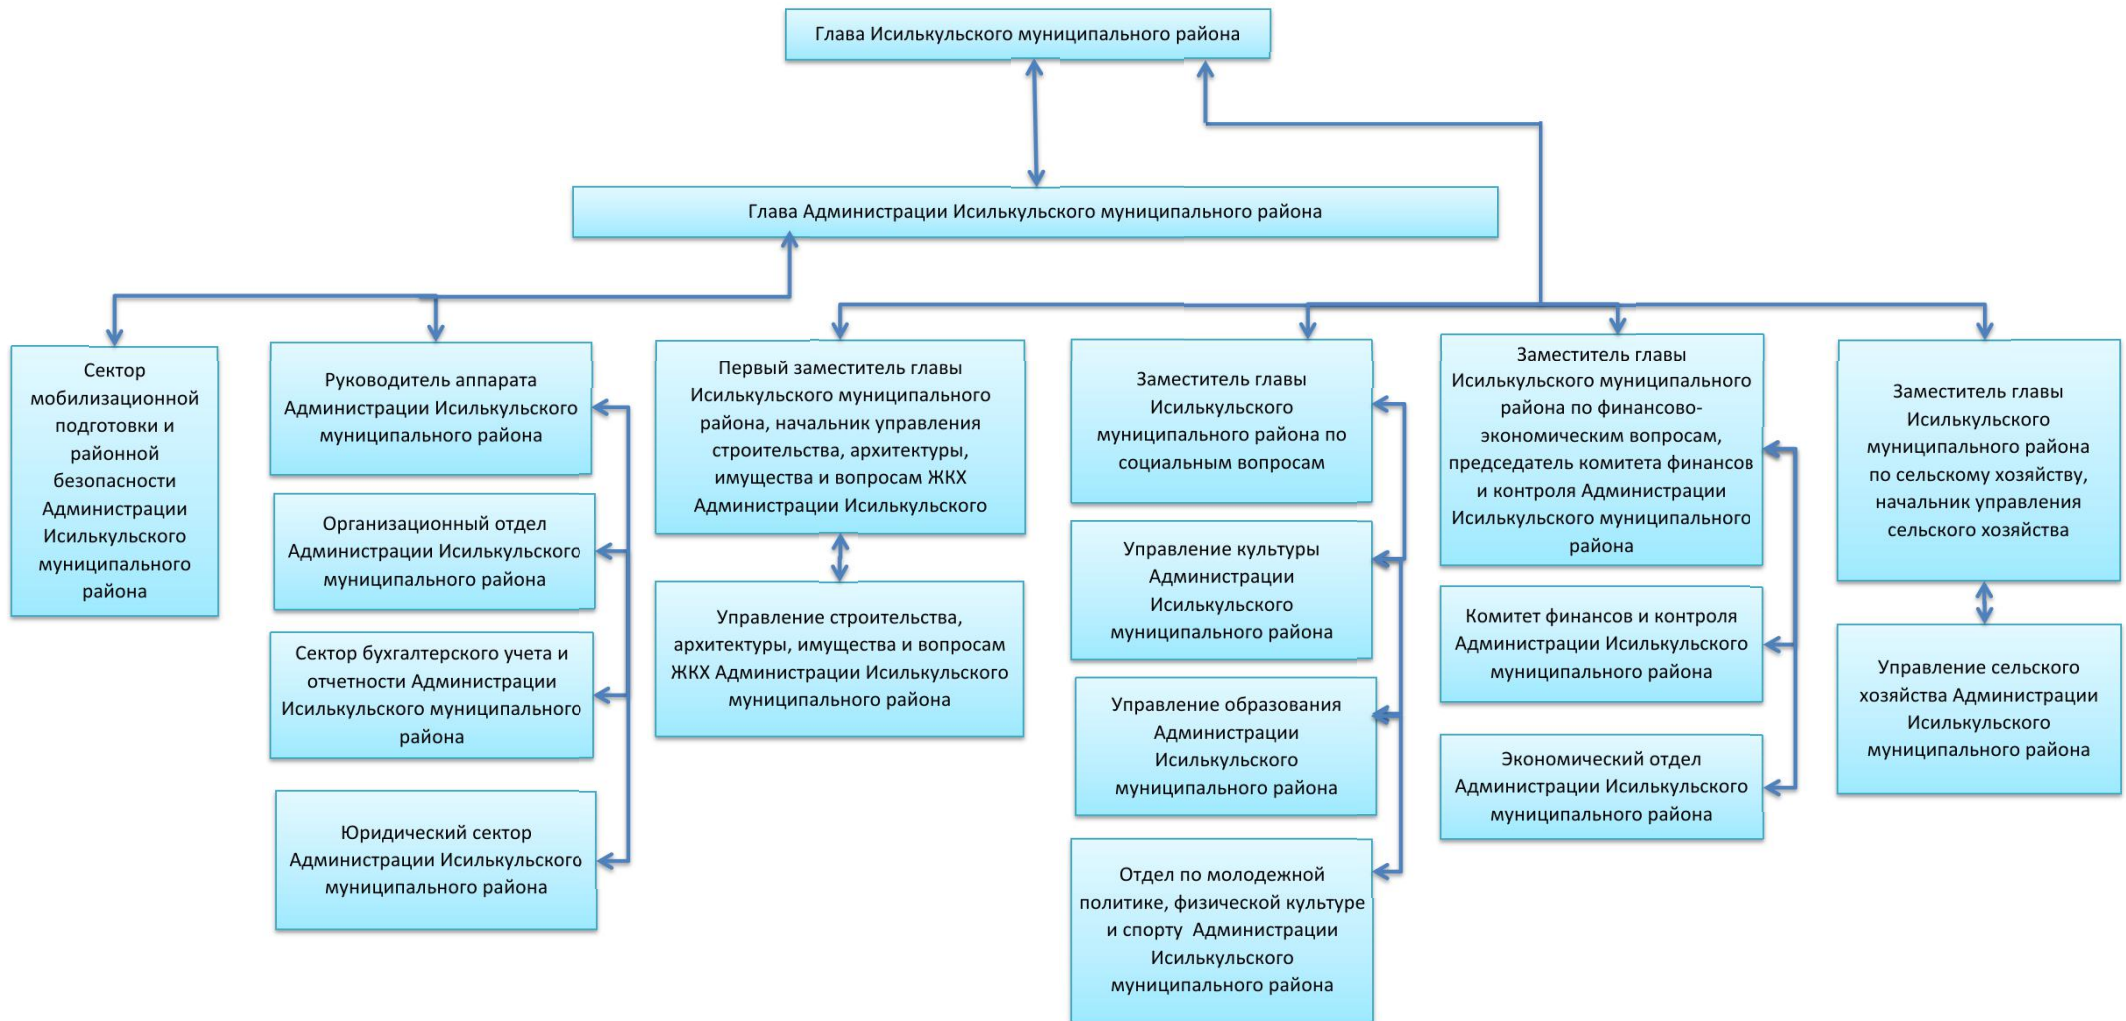 Глава Исилькульского муниципального района
Глава Администрации Исилькульского муниципального района
Сектор
мобилизационной
подготовки и
районной
безопасности
Администрации
Исилькульского
муниципального
района
Руководитель аппарата
Администрации Исилькульского
муниципального района
Организационный отдел
Администрации Исилькульского
муниципального района
Сектор бухгалтерского учета и
отчетности Администрации
Исилькульского муниципального
района
Юридический сектор
Администрации Исилькульского
муниципального района
Первый заместитель главы
Исилькульского муниципального
района, начальник управления
строительства, архитектуры,
имущества и вопросам ЖКХ
Администрации Исилькульского
Управление строительства,
архитектуры, имущества и вопросам
ЖКХ Администрации Исилькульского
муниципального района
Заместитель главы
Исилькульского
муниципального района по
социальным вопросам
Управление культуры
Администрации
Исилькульского
муниципального района
Управление образования
Администрации
Исилькульского
муниципального района
Отдел по молодежной
политике, физической культуре
и спорту Администрации
Исилькульского
муниципального района
Заместитель главы
Исилькульского муниципального
района по финансово-
экономическим вопросам,
председатель комитета финансов
и контроля Администрации
Исилькульского муниципального
района
Комитет финансов и контроля
Администрации Исилькульского
муниципального района
Экономический отдел
Администрации Исилькульского
муниципального района
Заместитель главы
Исилькульского
муниципального района
по сельскому хозяйству,
начальник управления
сельского хозяйства
Управление сельского
хозяйства Администрации
Исилькульского
муниципального района